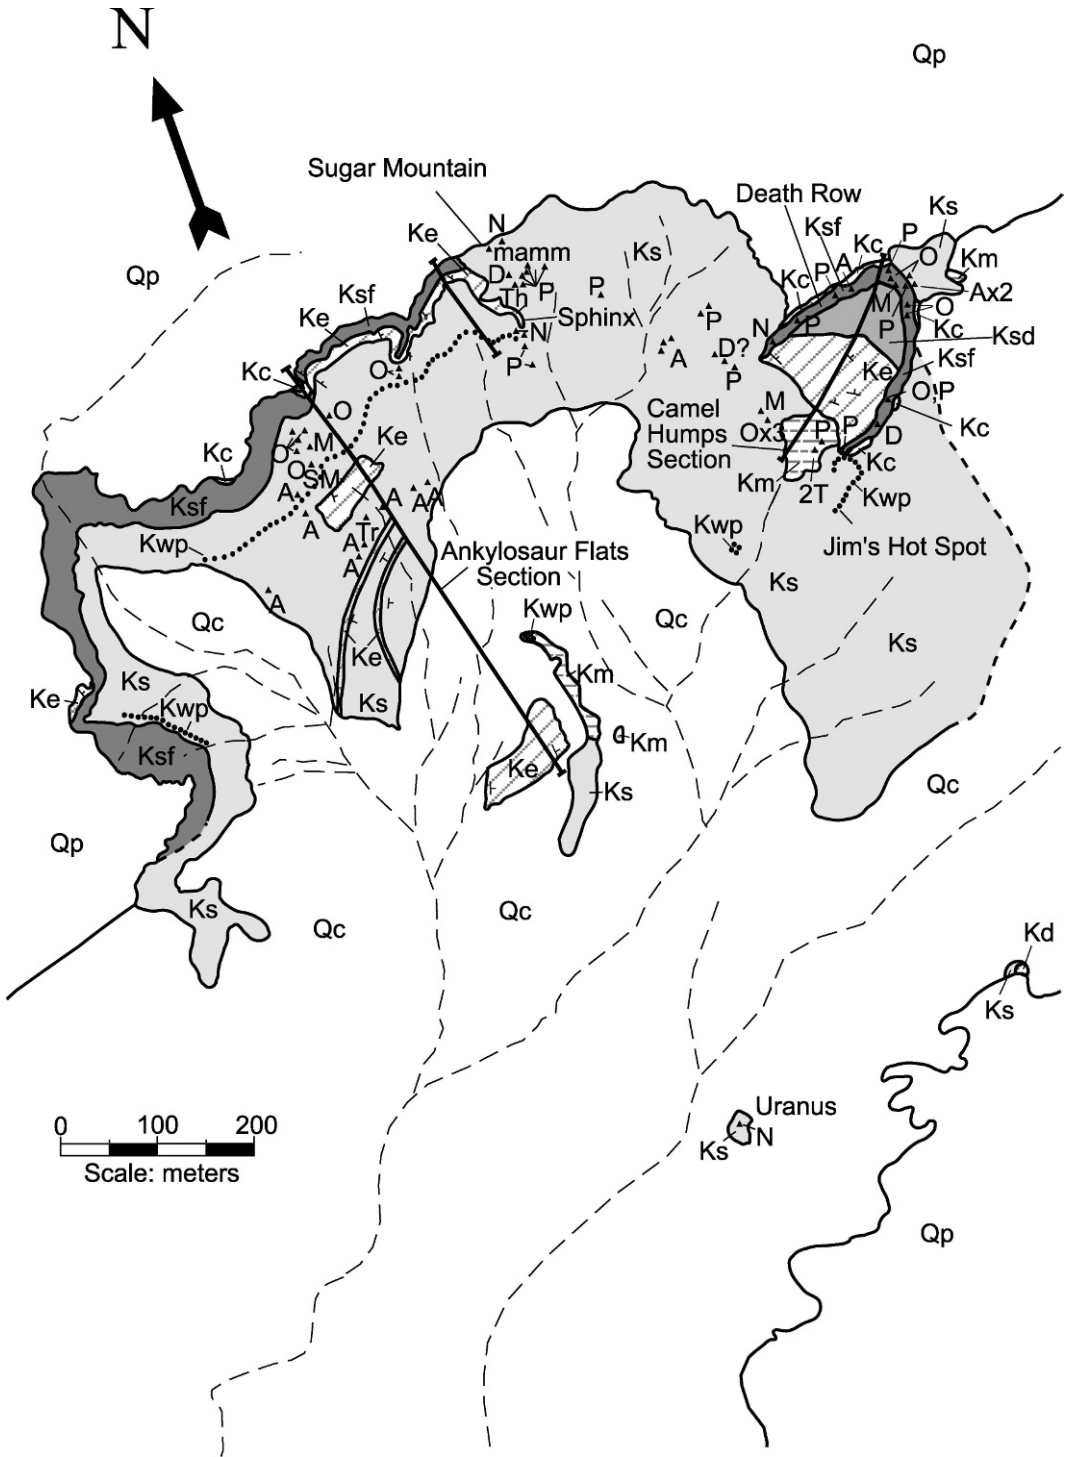 N
Qp
Sugar Mountain
Death Row
Ks
N
Ksf
P
Ke
mamm
Ks
Kc
O
Qp
D
P A
Km
Kc
P
P
Th
Ax2
Ksf
M
O
Ke
Sphinx
P
P
Kc
N
N
P
Ksd
D?
A
Ksf
P
O
Ke
Kc
P
O,P
M
Camel
Humps
Section
O
Ox3
P
P
D
Kc
Ke
M
O
Kc
O
SM
Km
2T
Kc
A
A
A A
Kwp
Ksf
A
Tr
Kwp
Kwp
A
Ankylosaur Flats
Section
Jim's Hot Spot
A
Ks
A
Kwp
Qc
Qc
Ks
Ke
Km
Ks
Ke
Kwp
Ks
Km
Ksf
Ke
Ks
Qc
Qp
Ks
Qc
Qc
Kd
Ks
Uranus
0 100 200
N
Ks
Scale: meters
Qp